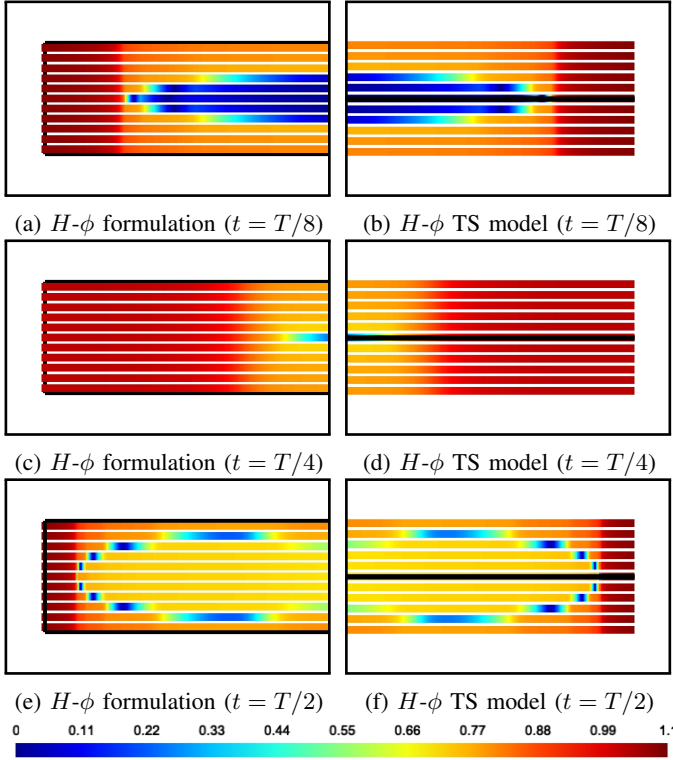 (a) H-ϕ formulation (t = T/8)
(b) H-ϕ TS model (t = T/8)
(c) H-ϕ formulation (t = T/4)
(d) H-ϕ TS model (t = T/4)
(e) H-ϕ formulation (t = T/2)
(f) H-ϕ TS model (t = T/2)
0 0.11 0.22 0.33 0.44 0.55 0.66 0.77 0.88 0.99